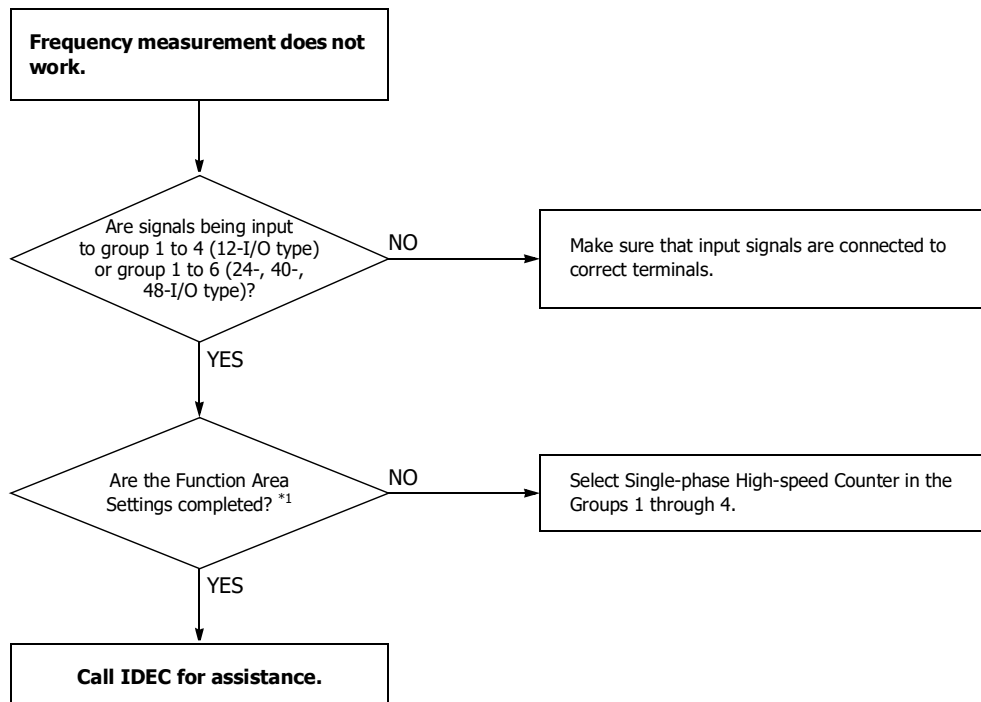 Frequency measurement does not
work.
Are signals being input
to group 1 to 4 (12-I/O type)
or group 1 to 6 (24-, 40-,
48-I/O type)?
NO
Make sure that input signals are connected to
correct terminals.
YES
Are the Function Area
Settings completed? *1
NO
Select Single-phase High-speed Counter in the
Groups 1 through 4.
YES
Call IDEC for assistance.